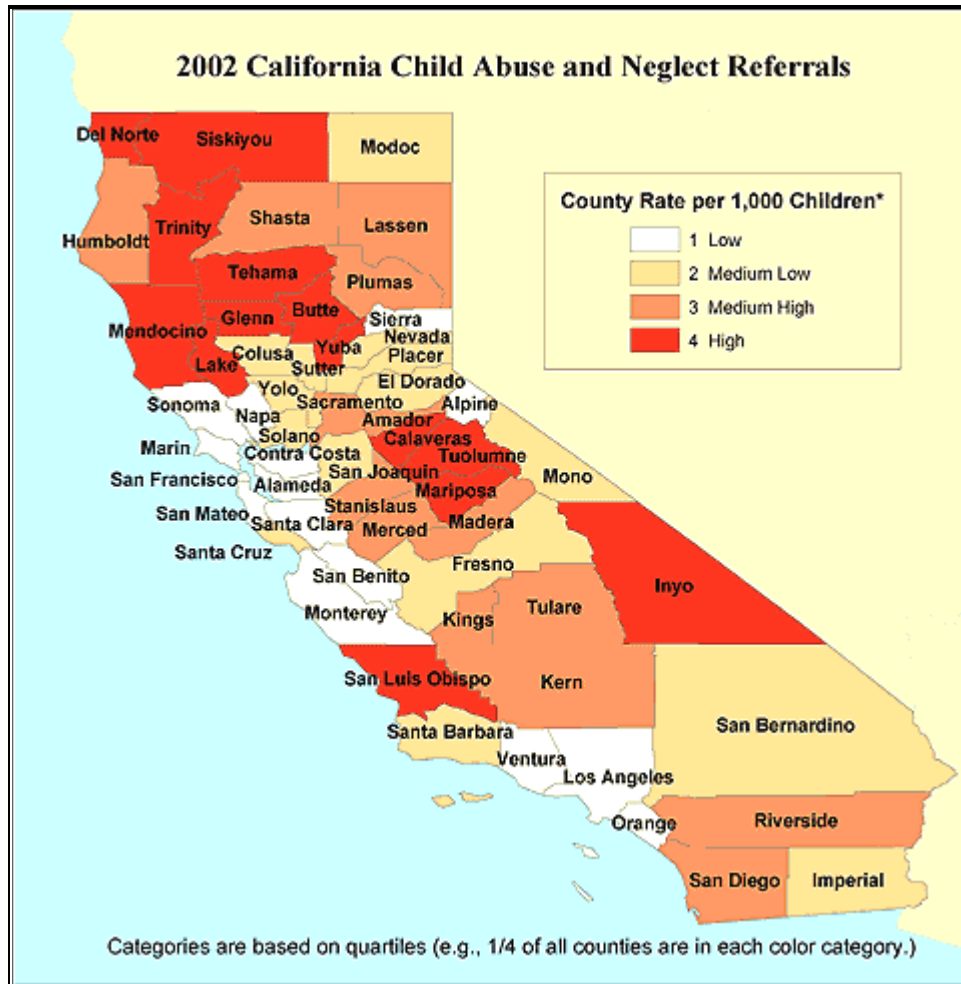 2002 California Child Abuse and Neglect Referrals
Del Norte
Siskiyou
Modoc
County Rate per 1,000 Children*
1 Low
2 Medium Low
3 Medium High
4 High
Humboldt
Trinity
Shasta
Lassen
Tehama
Plumas
Mendocino
Glenn
Butte
Sierra
Lake
Colusa
Yuba
Nevada
Sutter
Placer
Yolo
El Dorado
Sonoma
Napa
Sacramento
Alpine
Amador
Solano
Calaveras
Marin
Contra Costa
Tuolumne
San Joaquin
Mono
San Francisco
Alameda
Mariposa
Stanislaus
San Mateo
Santa Clara
Merced
Madera
Santa Cruz
Fresno
San Benito
Inyo
Monterey
Kings
Tulare
San Luis Obispo
Kern
San Bernardino
Santa Barbara
Ventura
Los Angeles
Orange
Riverside
San Diego
Imperial
Categories are based on quartiles (e.g., 1/4 of all counties are in each color category.)